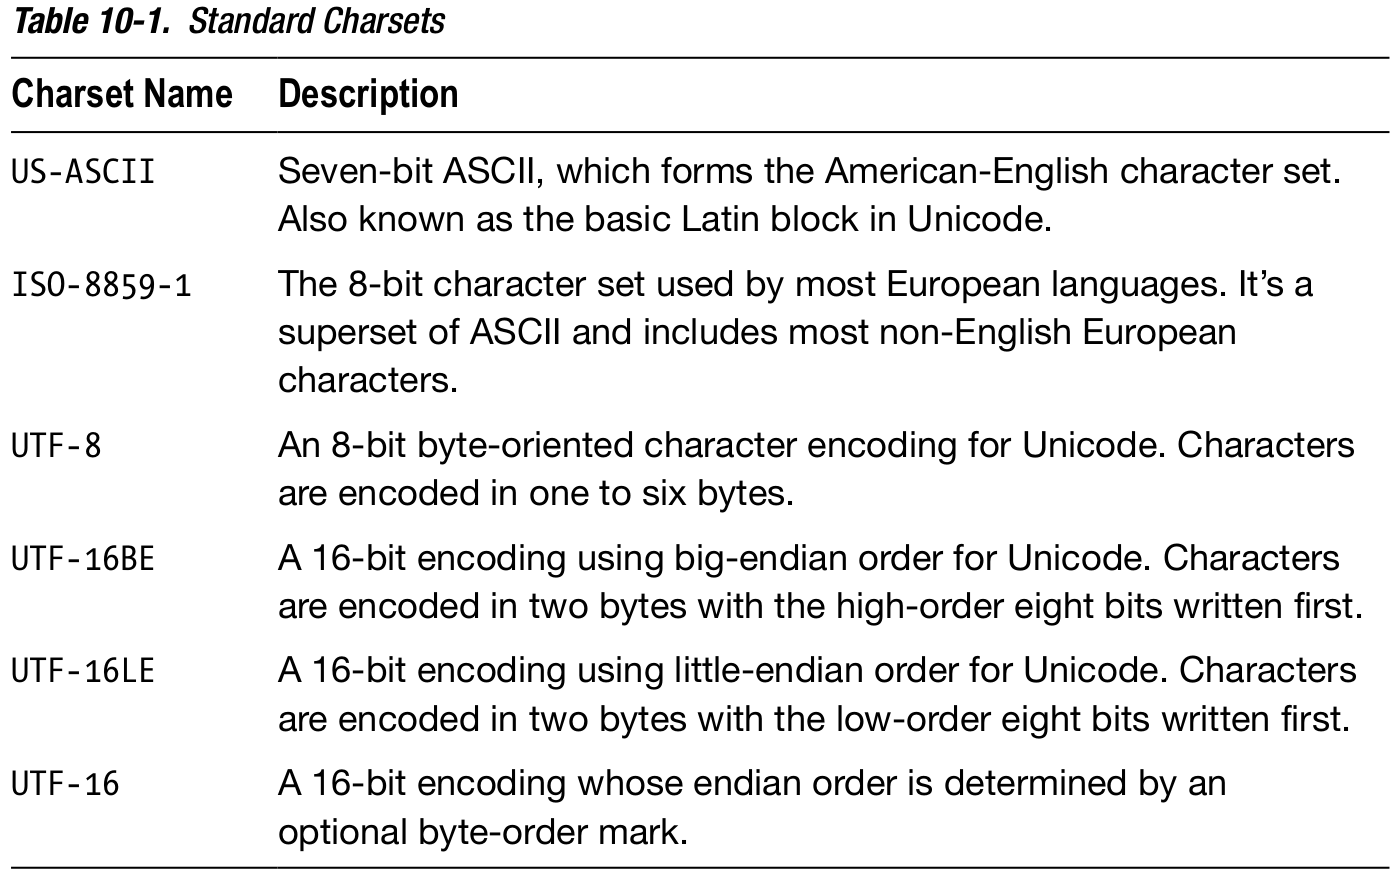 Table 10-1. Standard Charsets
Charset Name Description
US-ASCII Seven-bit ASCII, which forms the American-English character set.
Also known as the basic Latin block in Unicode.
ISO-8859-1 The 8-bit character set used by most European languages. It’s a
superset of ASCII and includes most non-English European
characters.
UTF-8 An 8-bit byte-oriented character encoding for Unicode. Characters
are encoded in one to six bytes.
UTF-16BE A 16-bit encoding using big-endian order for Unicode. Characters
are encoded in two bytes with the high-order eight bits written first.
UTF-16LE A 16-bit encoding using little-endian order for Unicode. Characters
are encoded in two bytes with the low-order eight bits written first.
UTF-16 A 16-bit encoding whose endian order is determined by an
optional byte-order mark.